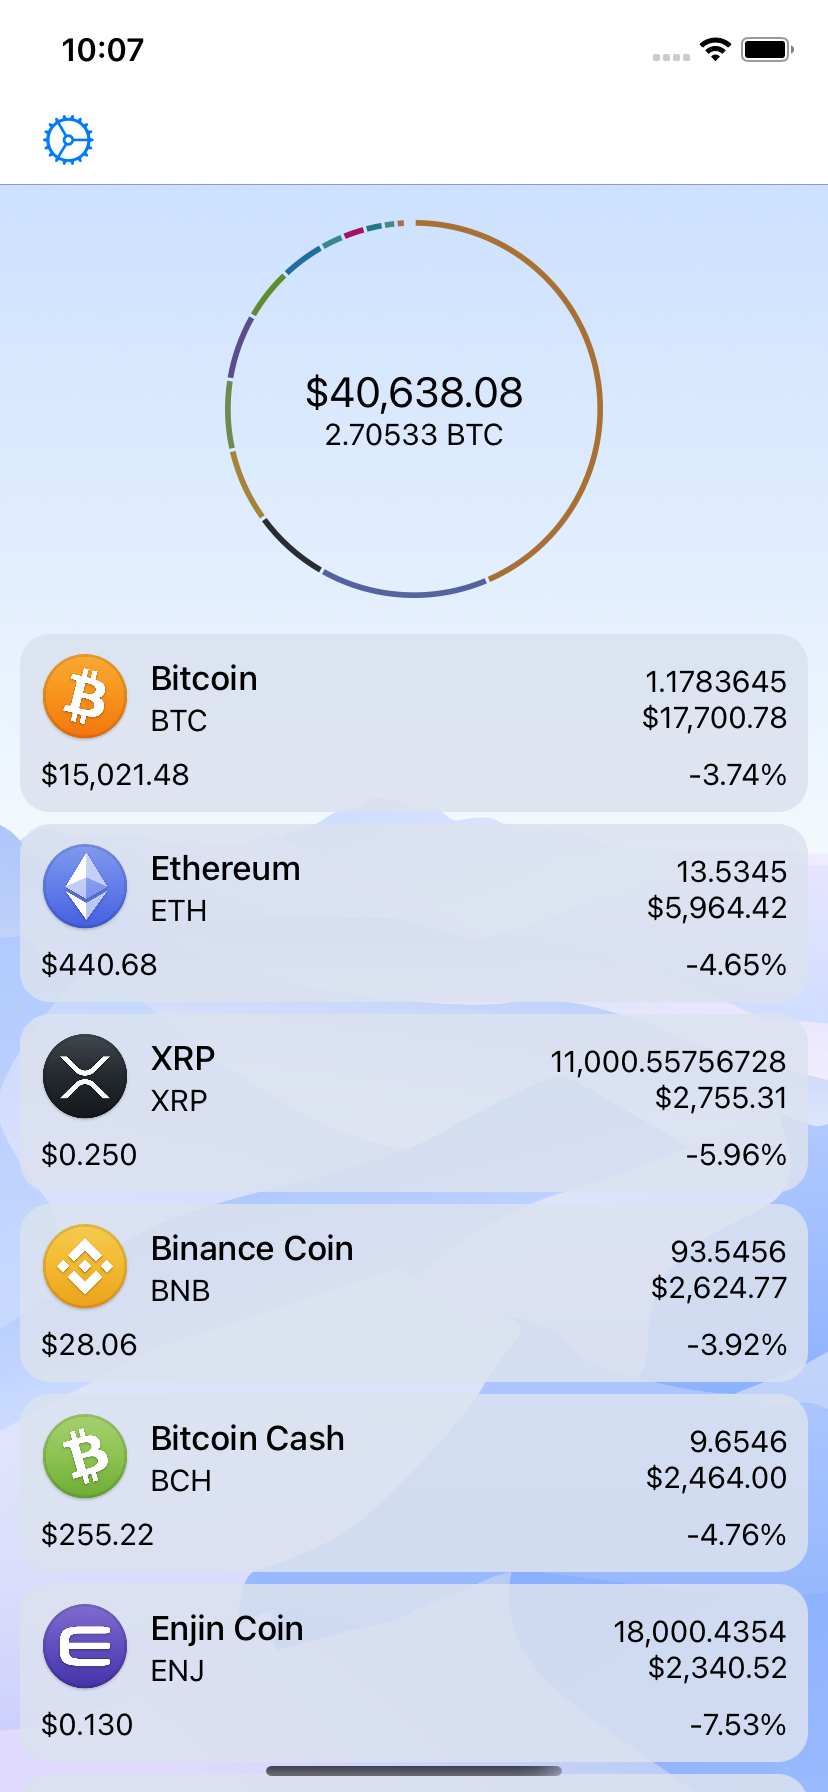 10:07
$40,638.08
2.70533 BTC
Bitcoin
1.1783645
BTC
$17,700.78
$15,021.48
-3.74%
Ethereum
13.5345
ETH
$5,964.42
$440.68
-4.65%
XRP
11,000.55756728
XRP
$2,755.31
$0.250
-5.96%
Binance Coin
93.5456
BNB
$2,624.77
$28.06
-3.92%
Bitcoin Cash
9.6546
BCH
$2,464.00
$255.22
-4.76%
Enjin Coin
18,000.4354
ENJ
$2,340.52
$0.130
-7.53%